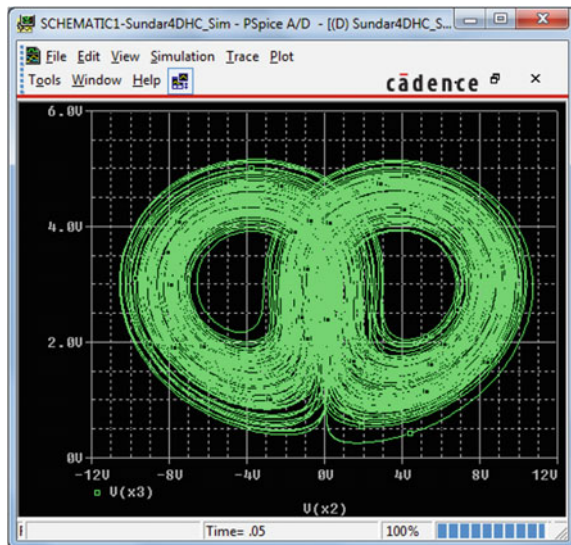 SCHEMATIC1-Sundar4DHC_Sim - PSpice A/D - [(D) Sundar4DHC_S...
File Edit View Simulation Trace Plot
Tools Window Help
cādence
6.0V
4.0V
2.0V
0V
-12V -8V -4V 0V 4V 8V 12V
V(x3)
V(x2)
Time= .05 100%